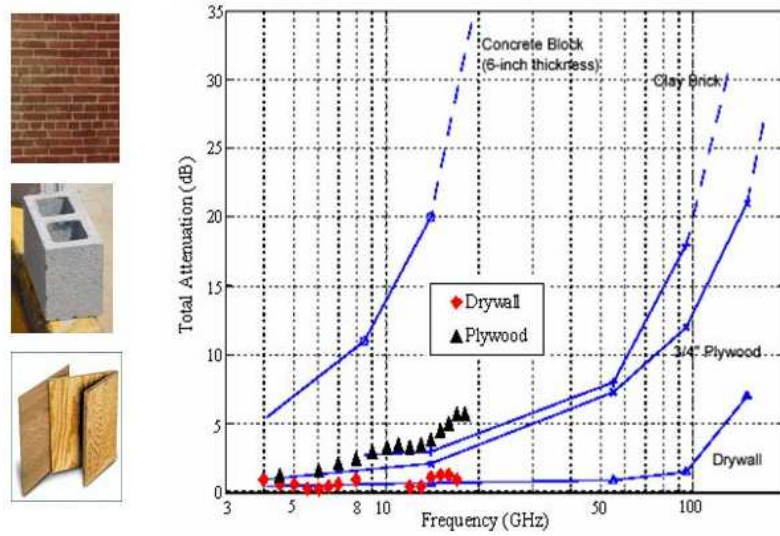 35
30
25
20
15
10
5
0
Total Attenuation (dB)
Concrete Block
(6-inch thickness)
Clay Brick
Drywall
Plywood
3/4" Plywood
Drywall
3 5 8 10 20 50 100
Frequency (GHz)